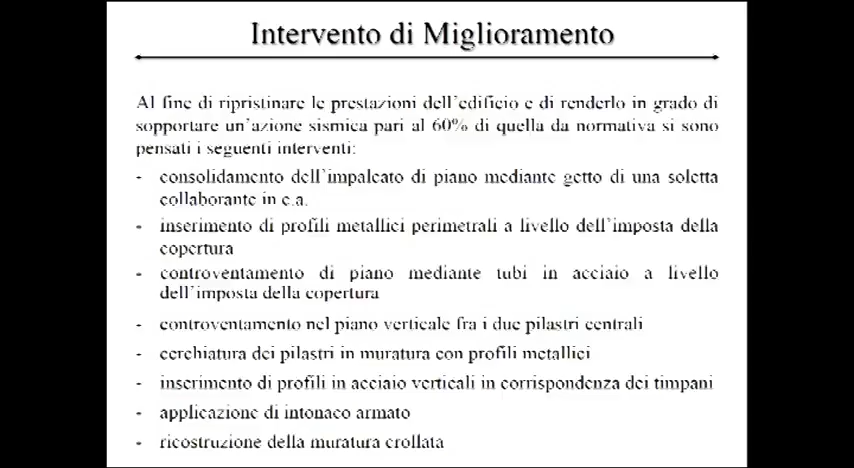 Intervento di Miglioramento
Al fine di ripristinare le prestazioni dell'edificio e di renderlo in grado di
sopportare un'azione sismica pari al 60% di quella da normativa si sono
pensati i seguenti interventi:
- consolidamento dell'impalcato di piano mediante getto di una soletta
collaborante in c.a.
- inserimento di profili metallici perimetrali a livello dell'imposta della
copertura
- controventamento di piano mediante tubi in acciaio a livello
dell'imposta della copertura
- controventamento nel piano verticale fra i due pilastri centrali
- cerchiatura dei pilastri in muratura con profili metallici
- inserimento di profili in acciaio verticali in corrispondenza dei timpani
- applicazione di intonaco armato
- ricostruzione della muratura crollata